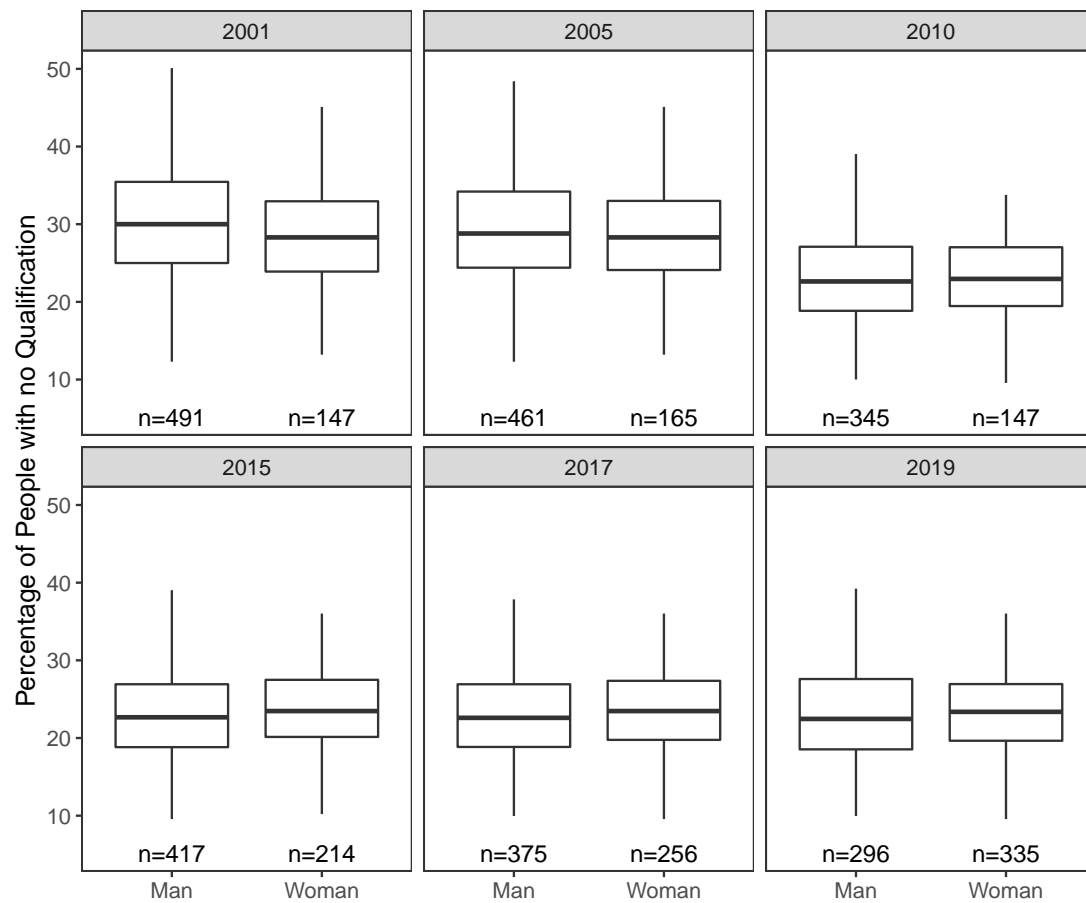 2001
2005
2010
Percentage of People with no Qualification
50
40
30
20
10
n=491
n=147
n=461
n=165
n=345
n=147
2015
2017
2019
50
40
30
20
10
n=417
n=214
n=375
n=256
n=296
n=335
Man
Woman
Man
Woman
Man
Woman